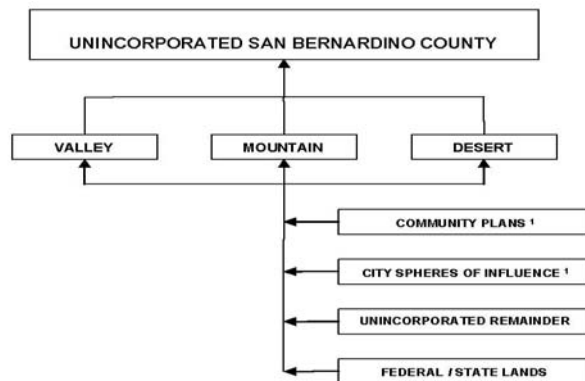 UNINCORPORATED SAN BERNARDINO COUNTY
VALLEY
MOUNTAIN
DESERT
COMMUNITY PLANS ¹
CITY SPHERES OF INFLUENCE ¹
UNINCORPORATED REMAINDER
FEDERAL / STATE LANDS